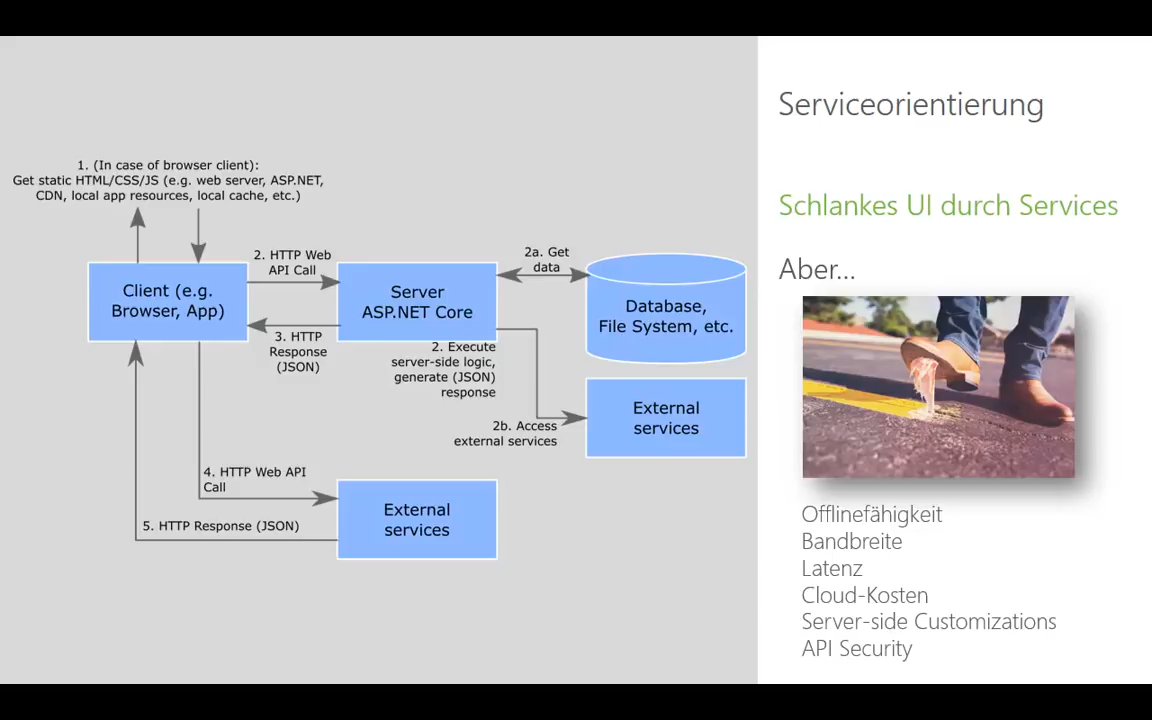 1. (In case of browser client):
Get static HTML/CSS/JS (e.g. web server, ASP.NET,
CDN, local app resources, local cache, etc.)
Client (e.g.
Browser, App)
2. HTTP Web
API Call
3. HTTP
Response
(JSON)
Server
ASP.NET Core
2. Execute
server-side logic,
generate (JSON)
response
2a. Get
data
Database,
File System, etc.
2b. Access
external services
External
services
4. HTTP Web API
Call
5. HTTP Response (JSON)
External
services
Serviceorientierung
Schlankes UI durch Services
Aber...
Offlinefähigkeit
Bandbreite
Latenz
Cloud-Kosten
Server-side Customizations
API Security